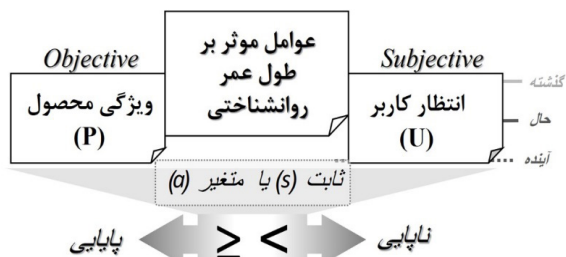 عوامل موثر بر
طول عمر
روانشناختی
Objective
Subjective
ویژگی محصول
(P)
انتظار کاربر
(U)
گذشته
حال
آینده
ثابت (s) یا متغیر (a)
ناپایی
< ≥
پایایی